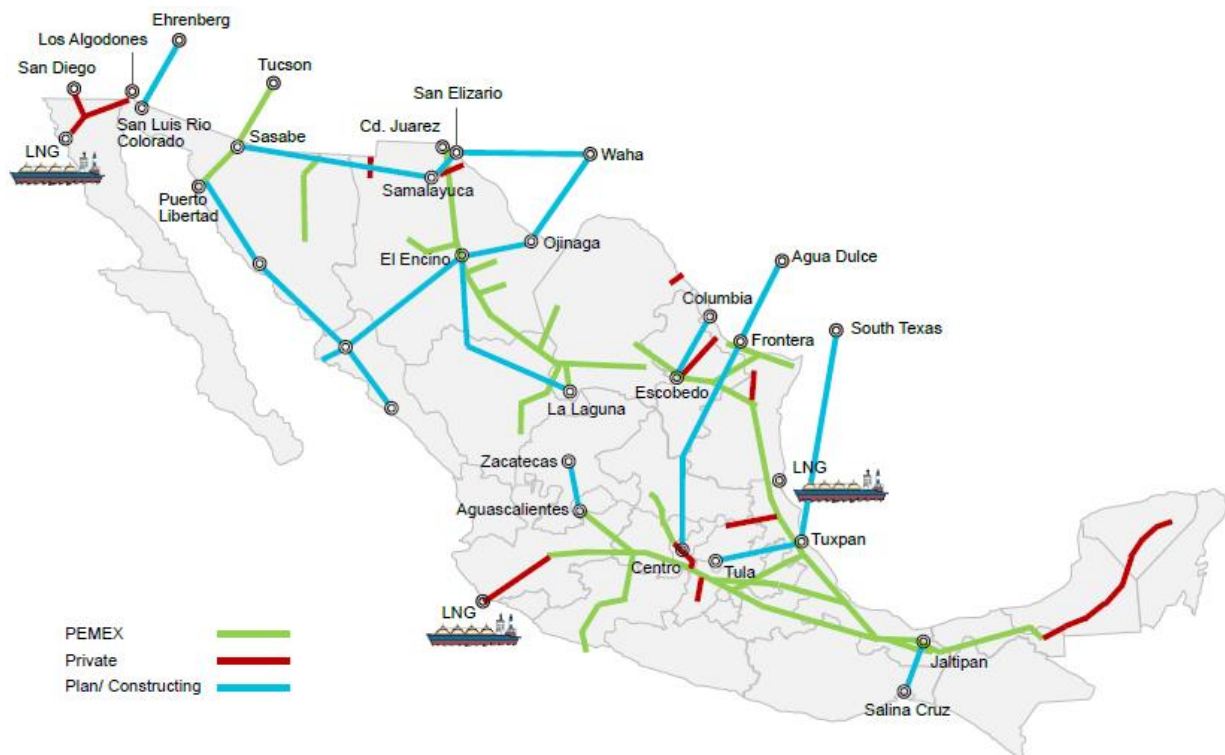 Ehrenberg
Los Algodones
San Diego
Tucson
San Elizario
Cd. Juarez
San Luis Rio
Colorado
Sasabe
Waha
LNG
Samalayuca
Puerto
Libertad
Ojinaga
El Encino
Agua Dulce
Columbia
South Texas
Frontera
Escobedo
La Laguna
Zacatecas
LNG
Aguascalientes
Tuxpan
Centro
Tula
LNG
PEMEX
Private
Jaltipan
Plan/ Constructing
Salina Cruz